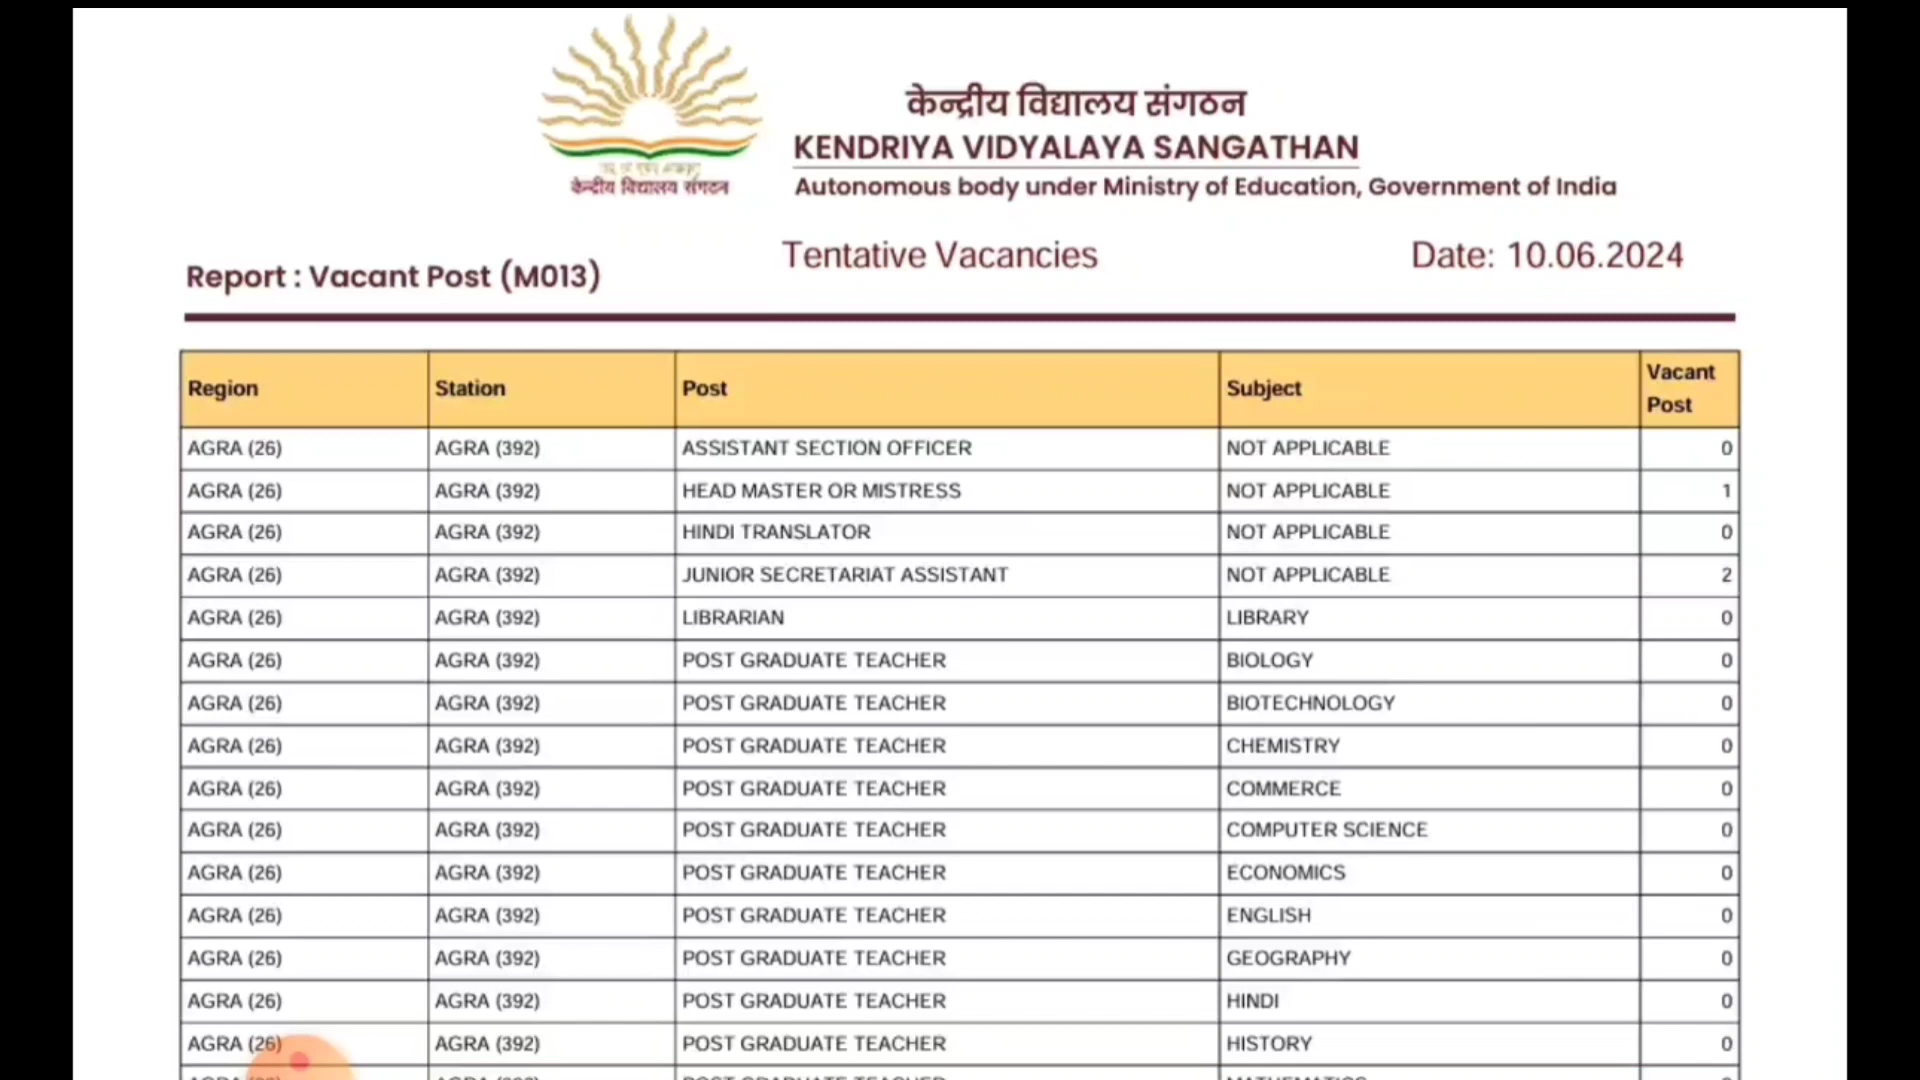 केन्द्रीय विद्यालय संगठन
KENDRIYA VIDYALAYA SANGATHAN
Autonomous body under Ministry of Education, Government of India
केन्द्रीय विद्यालय संगठन
Tentative Vacancies
Date: 10.06.2024
Report : Vacant Post (M013)
Region Station Post Subject Vacant Post
AGRA (26) AGRA (392) ASSISTANT SECTION OFFICER NOT APPLICABLE 0
AGRA (26) AGRA (392) HEAD MASTER OR MISTRESS NOT APPLICABLE 1
AGRA (26) AGRA (392) HINDI TRANSLATOR NOT APPLICABLE 0
AGRA (26) AGRA (392) JUNIOR SECRETARIAT ASSISTANT NOT APPLICABLE 2
AGRA (26) AGRA (392) LIBRARIAN LIBRARY 0
AGRA (26) AGRA (392) POST GRADUATE TEACHER BIOLOGY 0
AGRA (26) AGRA (392) POST GRADUATE TEACHER BIOTECHNOLOGY 0
AGRA (26) AGRA (392) POST GRADUATE TEACHER CHEMISTRY 0
AGRA (26) AGRA (392) POST GRADUATE TEACHER COMMERCE 0
AGRA (26) AGRA (392) POST GRADUATE TEACHER COMPUTER SCIENCE 0
AGRA (26) AGRA (392) POST GRADUATE TEACHER ECONOMICS 0
AGRA (26) AGRA (392) POST GRADUATE TEACHER ENGLISH 0
AGRA (26) AGRA (392) POST GRADUATE TEACHER GEOGRAPHY 0
AGRA (26) AGRA (392) POST GRADUATE TEACHER HINDI 0
AGRA (26) AGRA (392) POST GRADUATE TEACHER HISTORY 0